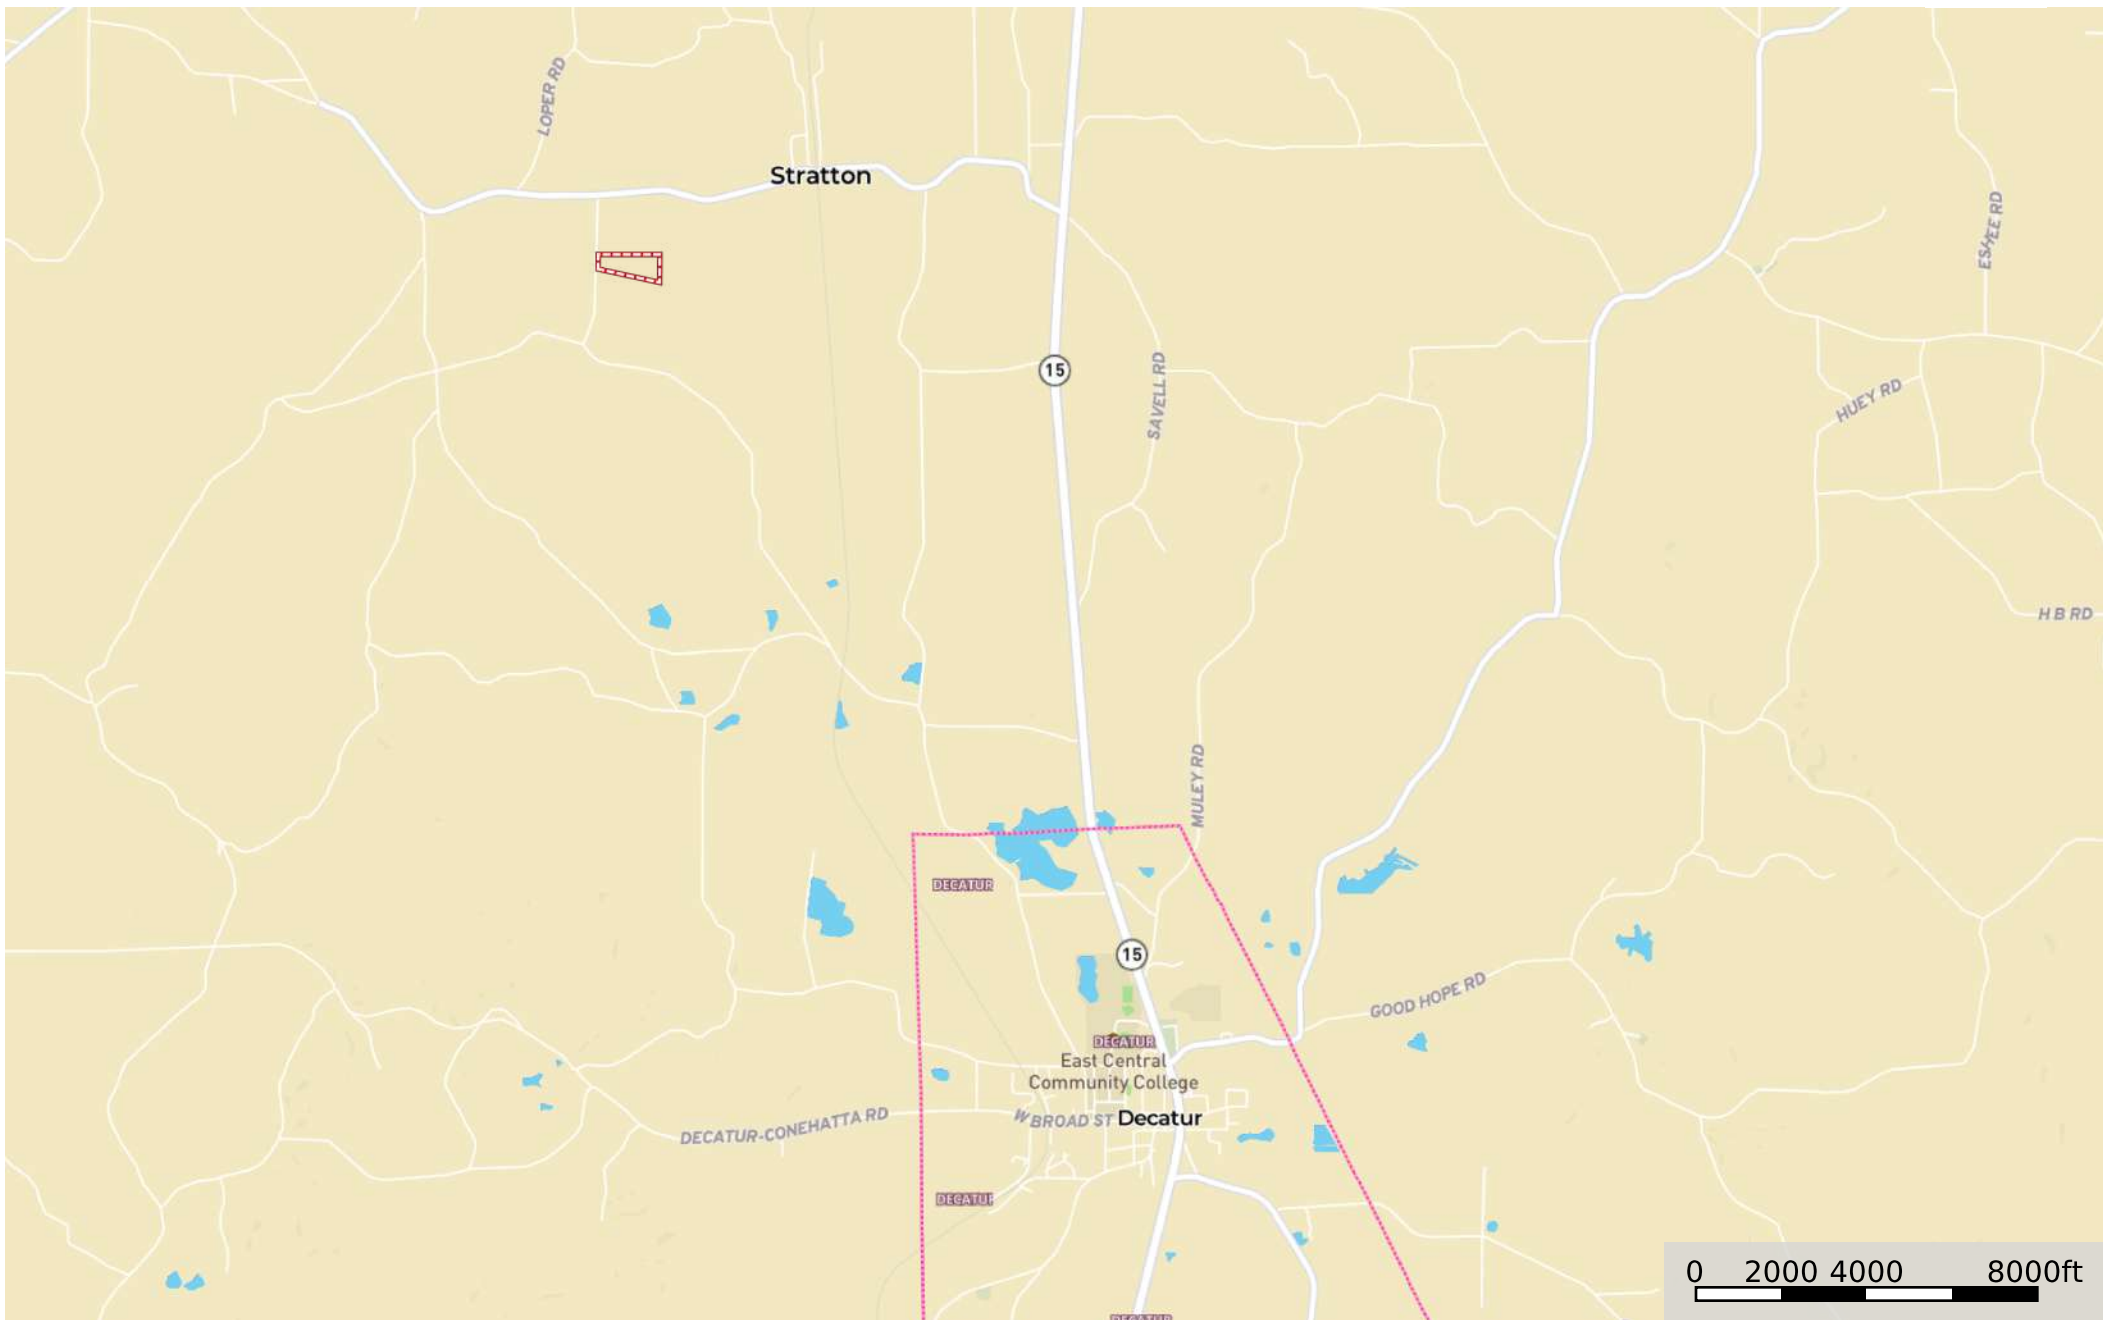 LOPER RD
Stratton
ESHEE RD
15
SAVELL RD
HUEY RD
H B RD
MULEY RD
DECATUR
15
GOOD HOPE RD
DECATUR
East Central
Community College
DECATUR-CONEHATTA RD
W BROAD ST
Decatur
DECATUR
0 2000 4000 8000ft
DECATUR